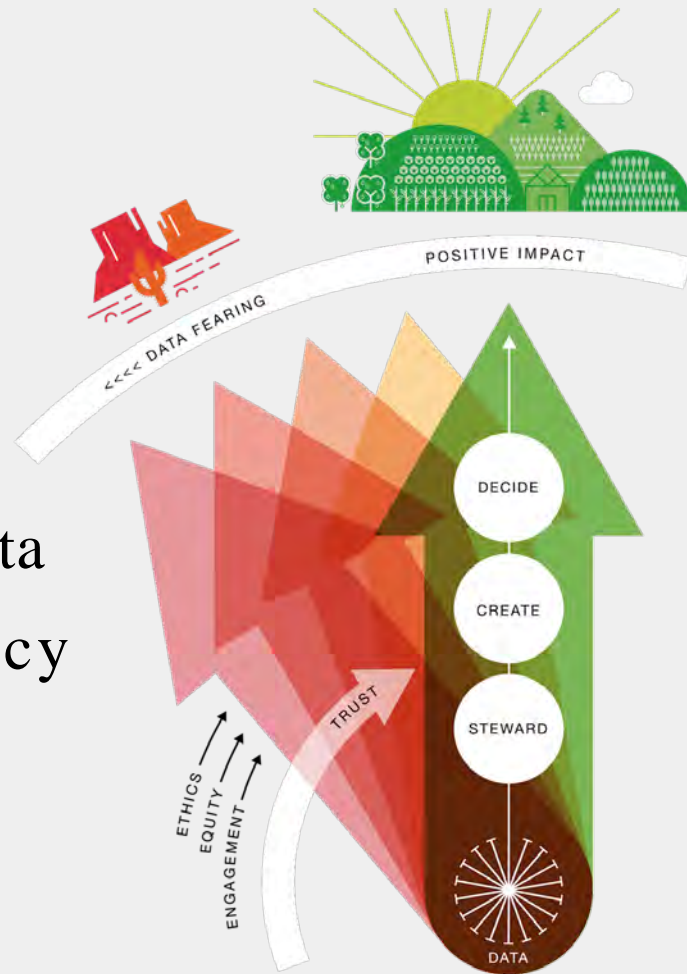 POSITIVE IMPACT
<<<< DATA FEARING
DECIDE
ta
CREATE
cy
TRUST
STEWARD
ETHICS
EQUITY
ENGAGEMENT
DATA